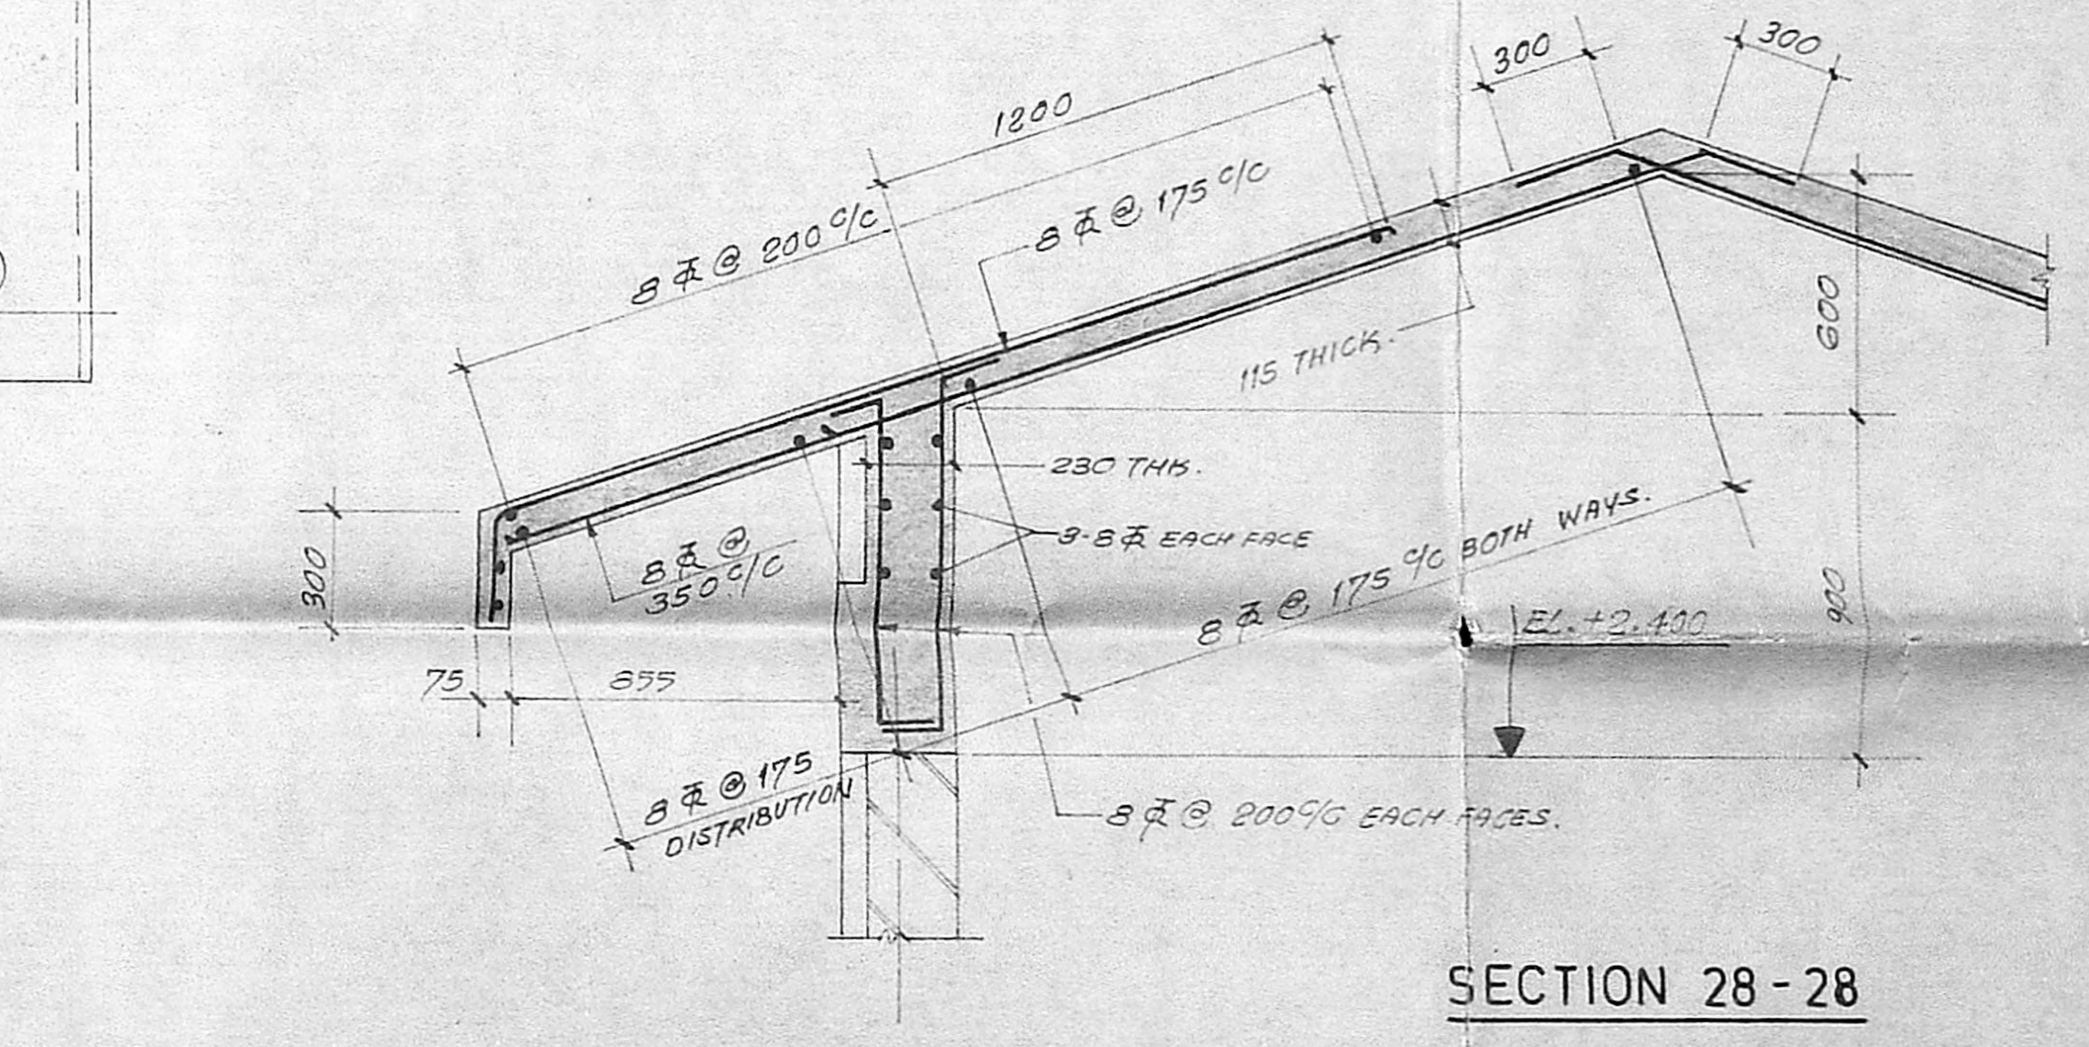 300
300
1200
8 Ⓡ @ 200 c/c
8 Ⓡ @ 175 c/c
115 THICK.
600
230 THK.
3-8 Ⓡ EACH FACE
8 Ⓡ @ 175 c/c BOTH WAYS.
8 Ⓡ @
350 c/c
300
EL. +2.400
900
75
855
8 Ⓡ @ 175
DISTRIBUTION
8 Ⓡ @ 200 c/c EACH FACES.
SECTION 28-28